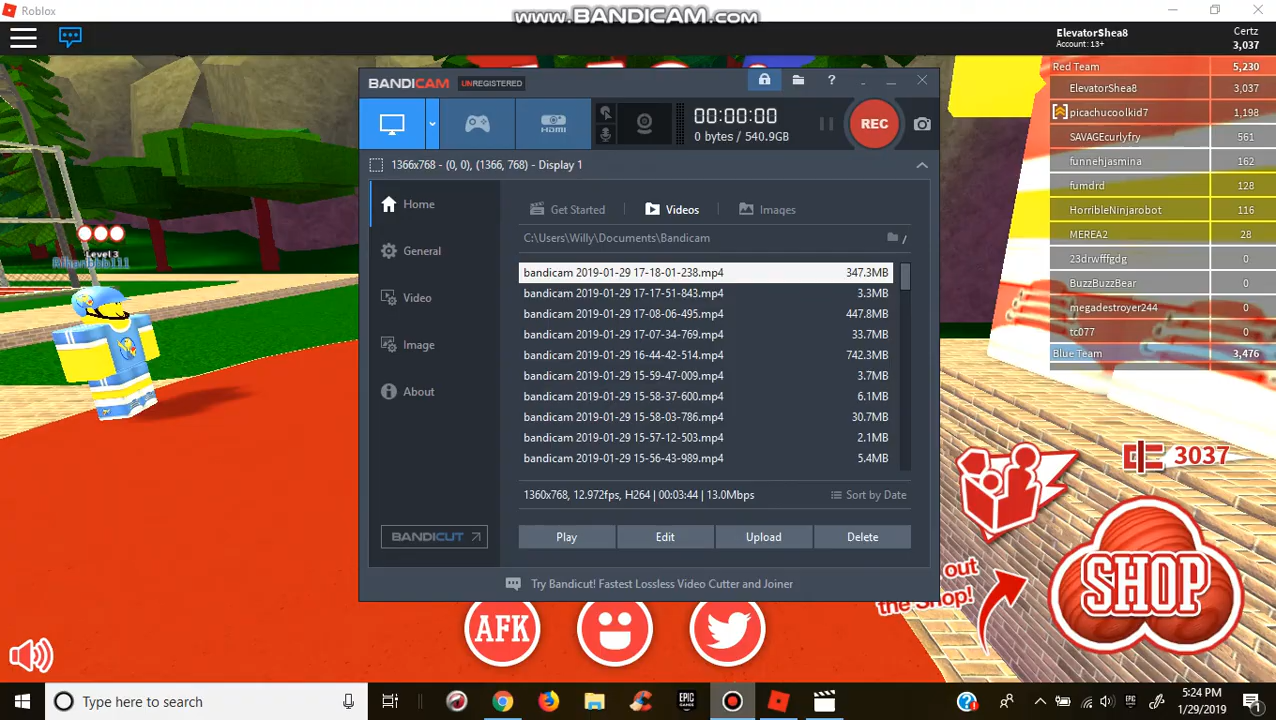 Roblox
www.BANDICAM.com
ElevatorShea8
Account: 13+
Certz
3,037
Red Team 5,230
ElevatorShea8 3,037
picachucoolkid7 1,198
SAVAGEcurlyfry 561
funnehjasmina 162
fumdrd 128
HorribleNinjarobot 116
MEREA2 28
23drwfffgdg 0
BuzzBuzzBear 0
megadestroyer244 0
tc077 0
Blue Team 3,476
BANDICAM UNREGISTERED
?
HDMI
00:00:00
0 bytes / 540.9GB
REC
1366x768 - (0, 0), (1366, 768) - Display 1
Home
General
Video
Image
About
BANDICUT
Get Started
Videos
Images
C:\Users\Willy\Documents\Bandicam
/
bandicam 2019-01-29 17-18-01-238.mp4 347.3MB
bandicam 2019-01-29 17-17-51-843.mp4 3.3MB
bandicam 2019-01-29 17-08-06-495.mp4 447.8MB
bandicam 2019-01-29 17-07-34-769.mp4 33.7MB
bandicam 2019-01-29 16-44-42-514.mp4 742.3MB
bandicam 2019-01-29 15-59-47-009.mp4 3.7MB
bandicam 2019-01-29 15-58-37-600.mp4 6.1MB
bandicam 2019-01-29 15-58-03-786.mp4 30.7MB
bandicam 2019-01-29 15-57-12-503.mp4 2.1MB
bandicam 2019-01-29 15-56-43-989.mp4 5.4MB
1360x768, 12.972fps, H264 | 00:03:44 | 13.0Mbps
Sort by Date
Play
Edit
Upload
Delete
Try Bandicut! Fastest Lossless Video Cutter and Joiner
Level 3
3037
out
the Shop!
SHOP
AFK
Type here to search
EPIC GAMES
5:24 PM
1/29/2019
1